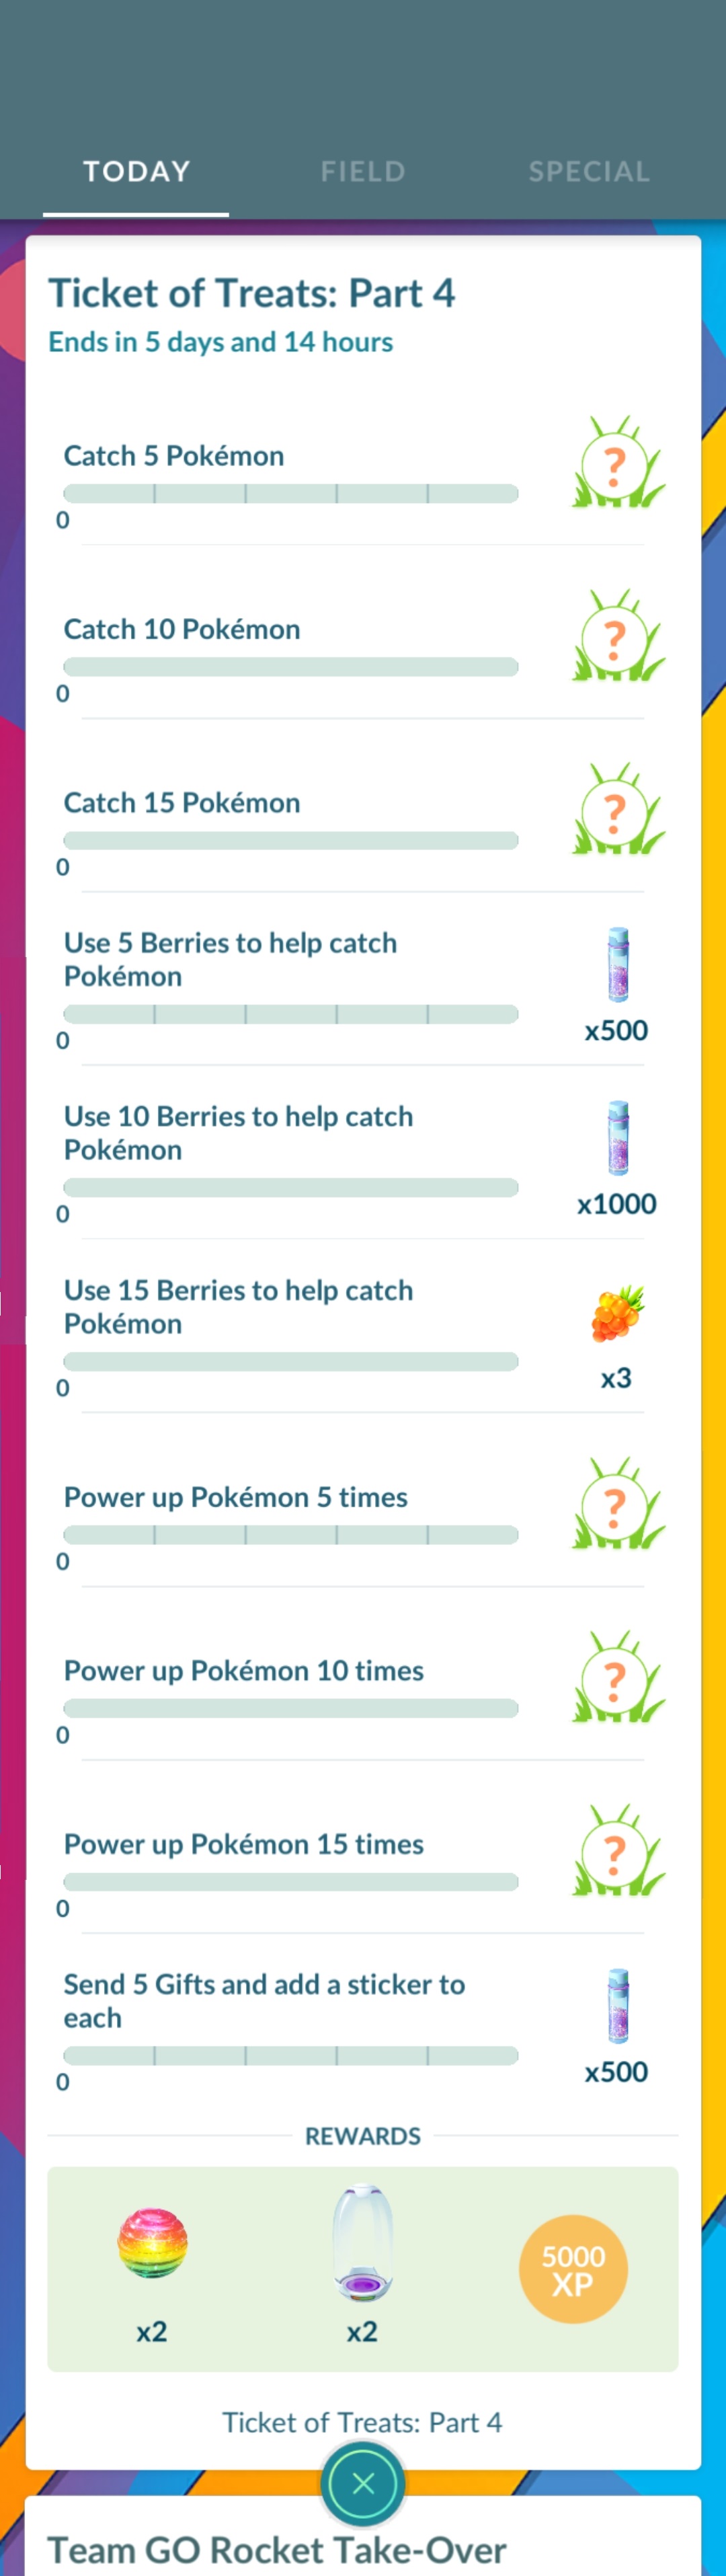 TODAY
FIELD
SPECIAL
Ticket of Treats: Part 4
Ends in 5 days and 14 hours
Catch 5 Pokémon
?
0
Catch 10 Pokémon
?
0
Catch 15 Pokémon
?
0
Use 5 Berries to help catch
Pokémon
0
x500
Use 10 Berries to help catch
Pokémon
0
x1000
Use 15 Berries to help catch
Pokémon
0
x3
Power up Pokémon 5 times
?
0
Power up Pokémon 10 times
?
0
Power up Pokémon 15 times
?
0
Send 5 Gifts and add a sticker to
each
0
x500
REWARDS
x2
x2
5000
XP
Ticket of Treats: Part 4
Team GO Rocket Take-Over